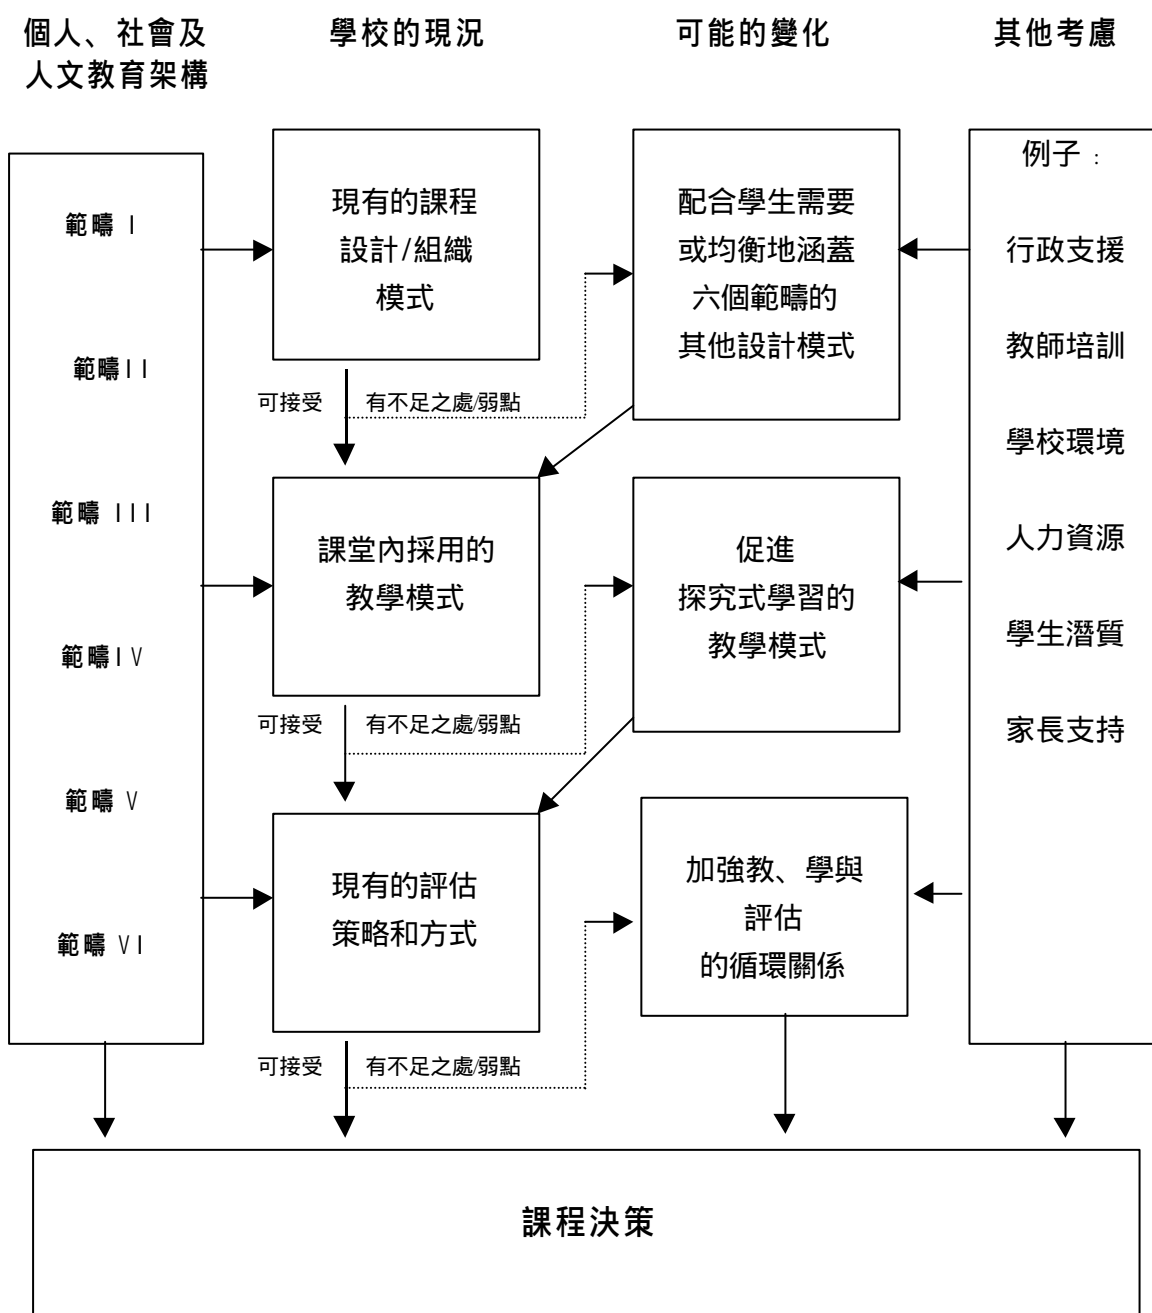 個人、社會及
人文教育架構
學校的現況
可能的變化
其他考慮
範疇 I
範疇II
範疇 III
範疇IV
範疇 V
範疇 VI
現有的課程
設計/組織
模式
可接受
有不足之處/弱點
課堂內採用的
教學模式
可接受
有不足之處/弱點
現有的評估
策略和方式
可接受
有不足之處/弱點
配合學生需要
或均衡地涵蓋
六個範疇的
其他設計模式
促進
探究式學習的
教學模式
加強教、學與
評估
的循環關係
例子：
行政支援
教師培訓
學校環境
人力資源
學生潛質
家長支持
課程決策